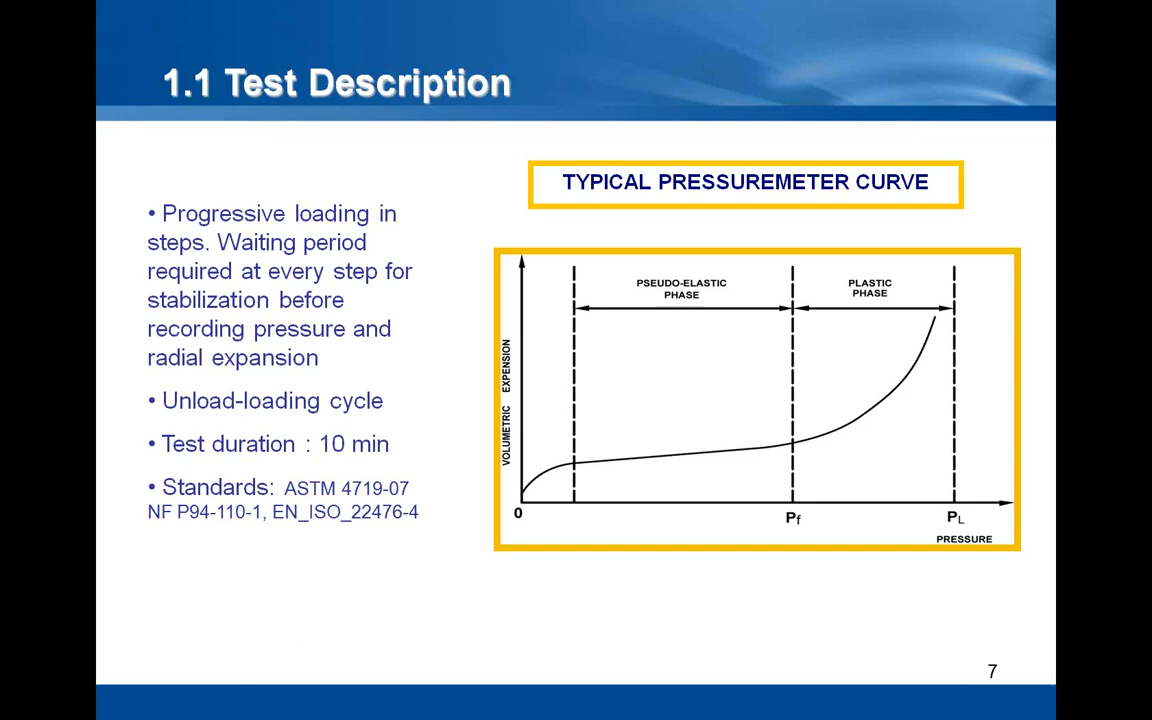 1.1 Test Description
• Progressive loading in
steps. Waiting period
required at every step for
stabilization before
recording pressure and
radial expansion
• Unload-loading cycle
• Test duration : 10 min
• Standards: ASTM 4719-07
NF P94-110-1, EN_ISO_22476-4
TYPICAL PRESSUREMETER CURVE
PSEUDO-ELASTIC
PHASE
PLASTIC
PHASE
VOLUMETRIC EXPENSION
0
Pf
PL
PRESSURE
7